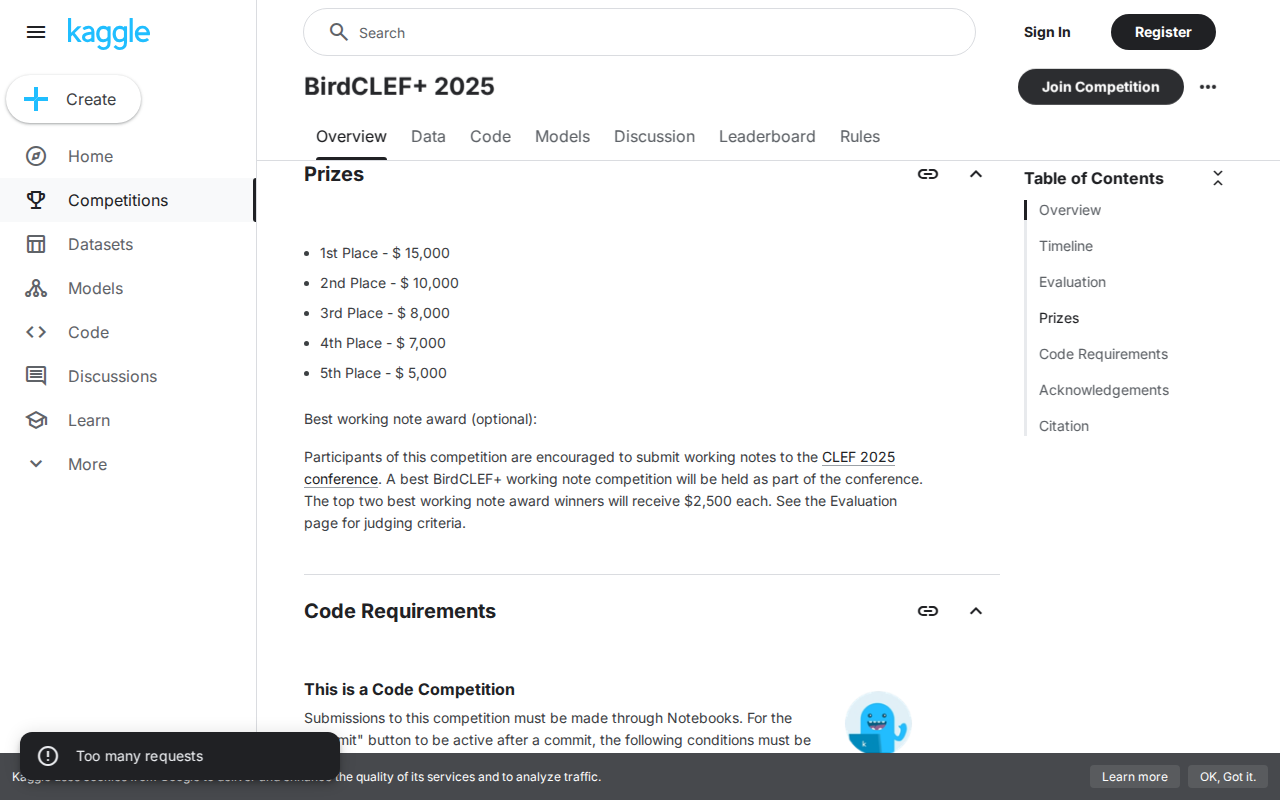 kaggle
Search
Sign In
Register
Create
BirdCLEF+ 2025
Join Competition
Overview
Data
Code
Models
Discussion
Leaderboard
Rules
Home
Competitions
Datasets
Models
Code
Discussions
Learn
More
Prizes
1st Place - $ 15,000
2nd Place - $ 10,000
3rd Place - $ 8,000
4th Place - $ 7,000
5th Place - $ 5,000
Best working note award (optional):
Participants of this competition are encouraged to submit working notes to the CLEF 2025
conference. A best BirdCLEF+ working note competition will be held as part of the conference.
The top two best working note award winners will receive $2,500 each. See the Evaluation
page for judging criteria.
Code Requirements
This is a Code Competition
Submissions to this competition must be made through Notebooks. For the
mit" button to be active after a commit, the following conditions must be
Table of Contents
Overview
Timeline
Evaluation
Prizes
Code Requirements
Acknowledgements
Citation
Too many requests
the quality of its services and to analyze traffic.
Learn more
OK, Got it.